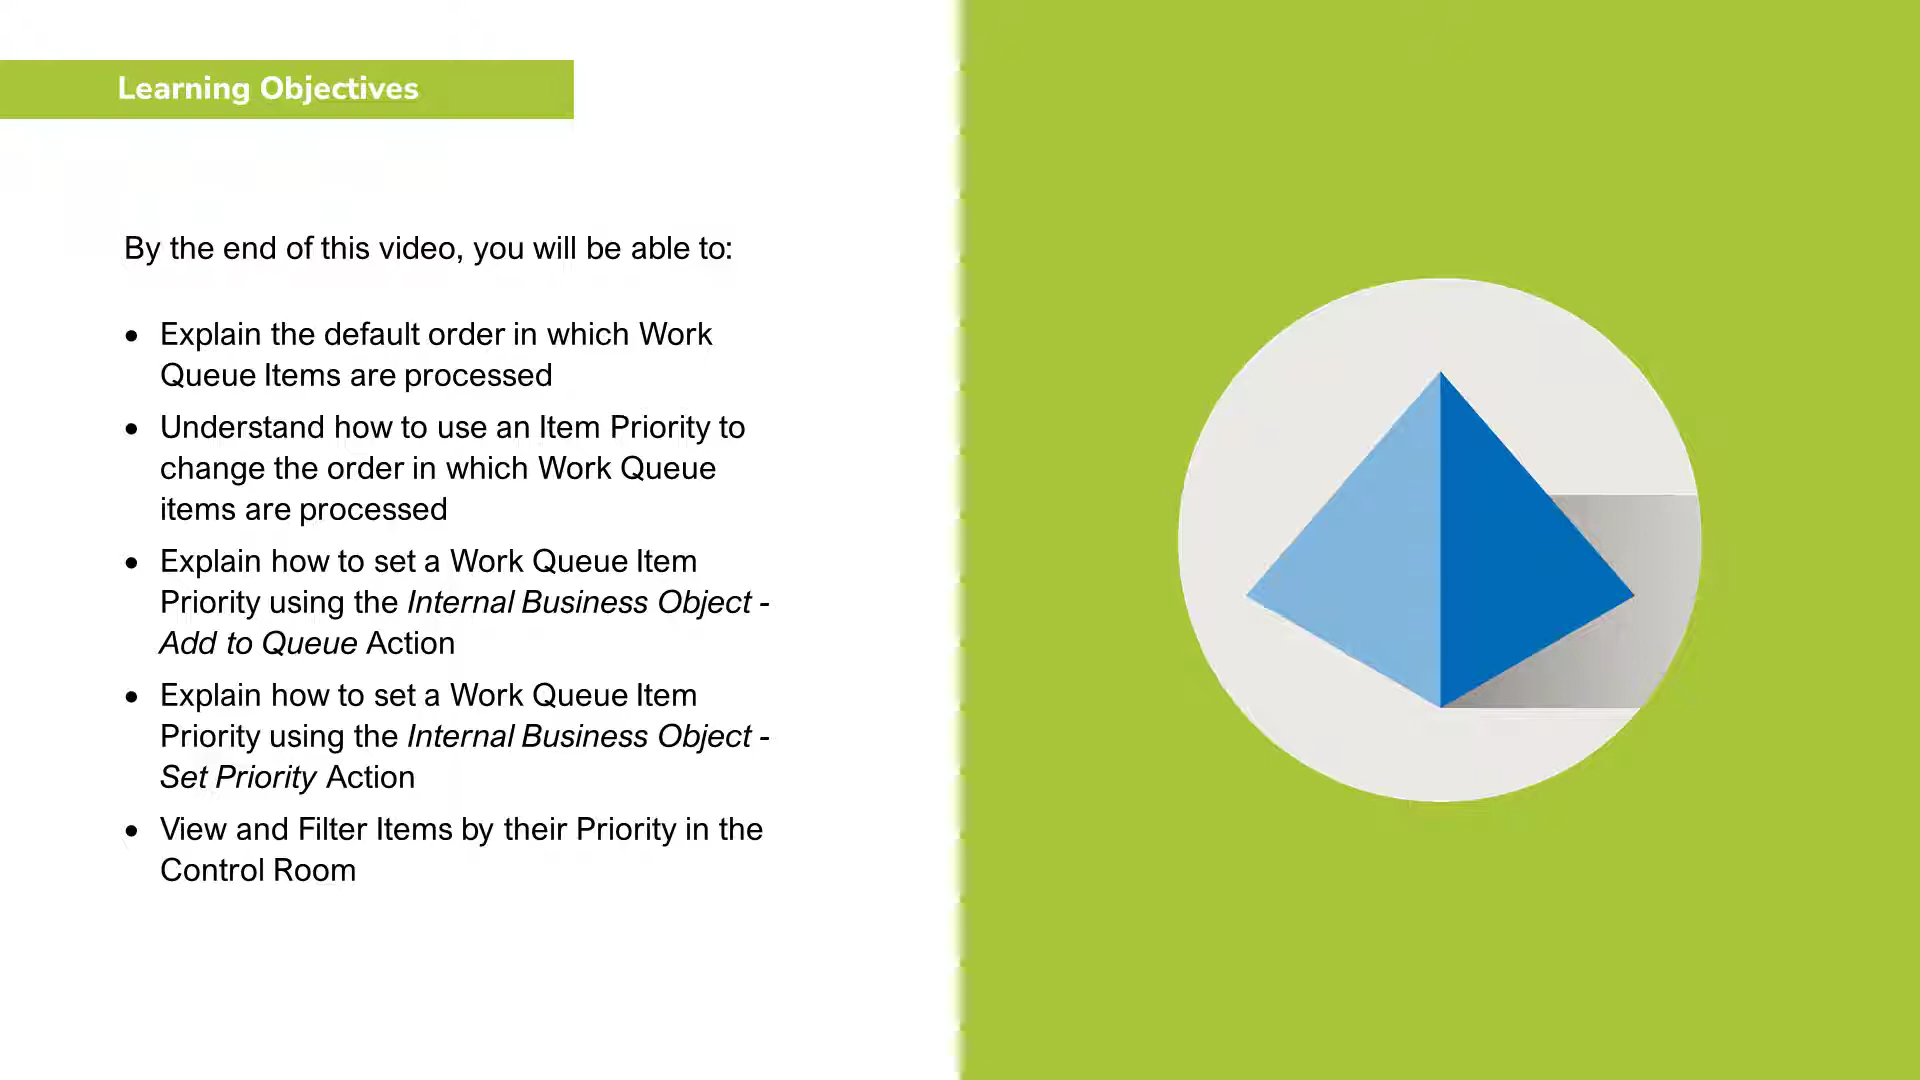 Learning Objectives
By the end of this video, you will be able to:
• Explain the default order in which Work
Queue Items are processed
• Understand how to use an Item Priority to
change the order in which Work Queue
items are processed
• Explain how to set a Work Queue Item
Priority using the Internal Business Object -
Add to Queue Action
• Explain how to set a Work Queue Item
Priority using the Internal Business Object -
Set Priority Action
• View and Filter Items by their Priority in the
Control Room